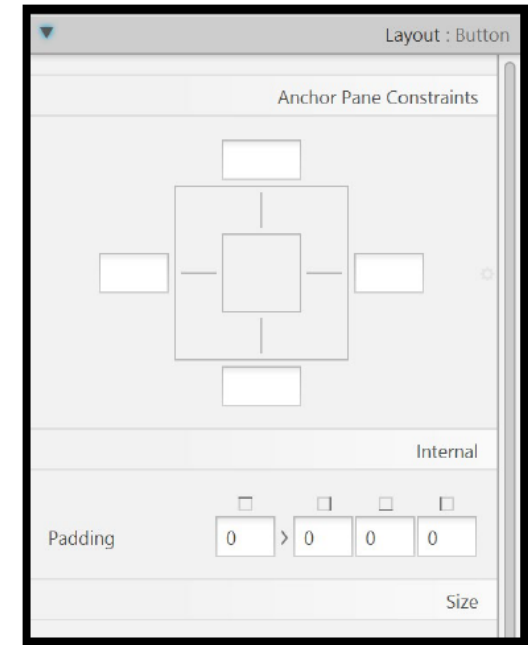 Layout : Button
Anchor Pane Constraints
Internal
Padding 0 > 0 0 0
Size